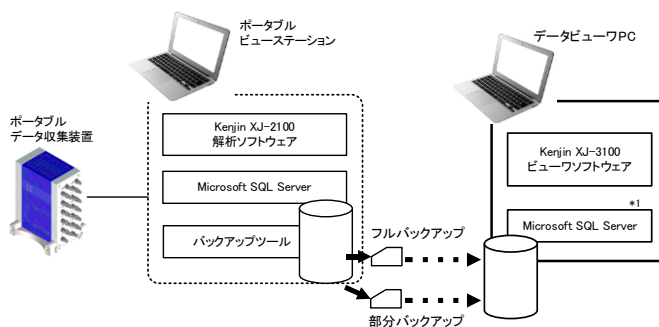 ポータブル
ビューステーション
データビューワPC
ポータブル
データ収集装置
Kenjin XJ-2100
解析ソフトウェア
Microsoft SQL Server
バックアップツール
Kenjin XJ-3100
ビューワソフトウェア
*1
Microsoft SQL Server
フルバックアップ
部分バックアップ